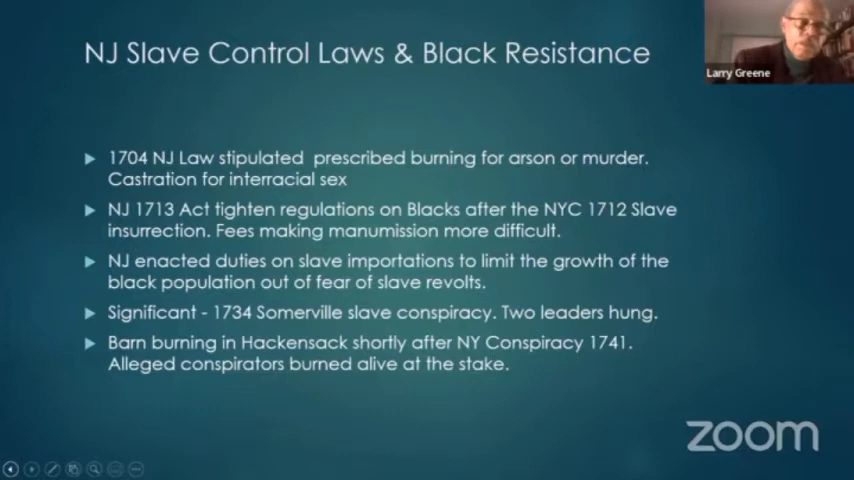 NJ Slave Control Laws & Black Resistance
Larry Greene
1704 NJ Law stipulated prescribed burning for arson or murder.
Castration for interracial sex
NJ 1713 Act tighten regulations on Blacks after the NYC 1712 Slave
insurrection. Fees making manumission more difficult.
NJ enacted duties on slave importations to limit the growth of the
black population out of fear of slave revolts.
Significant - 1734 Somerville slave conspiracy. Two leaders hung.
Barn burning in Hackensack shortly after NY Conspiracy 1741.
Alleged conspirators burned alive at the stake.
zoom